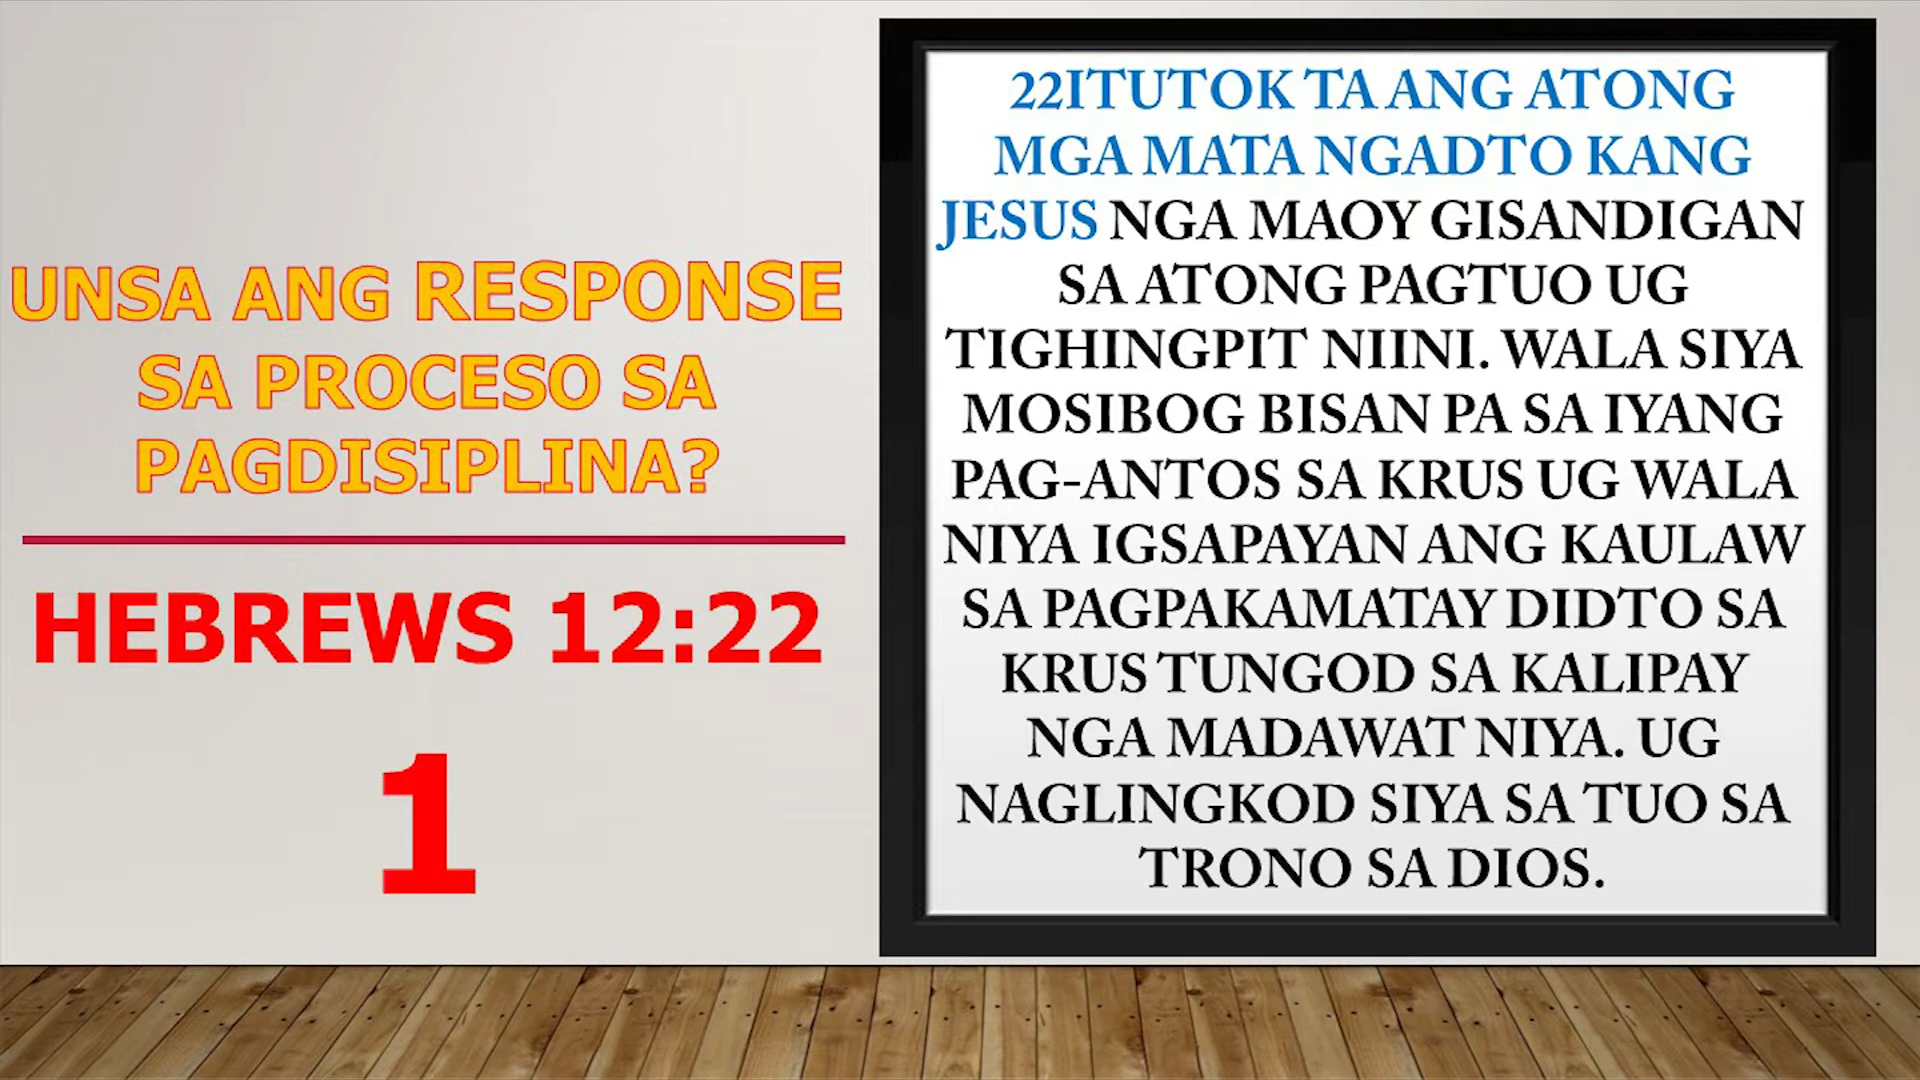 UNSA ANG RESPONSE
SA PROCESO SA
PAGDISIPLINA?
HEBREWS 12:22
1
22ITUTOK TA ANG ATONG
MGA MATA NGADTO KANG
JESUS NGA MAOY GISANDIGAN
SA ATONG PAGTUO UG
TIGHINGPIT NIINI. WALA SIYA
MOSIBOG BISAN PA SA IYANG
PAG-ANTOS SA KRUS UG WALA
NIYA IGSAPAYAN ANG KAULAW
SA PAGPAKAMATAY DIDTO SA
KRUS TUNGOD SA KALIPAY
NGA MADAWAT NIYA. UG
NAGLINGKOD SIYA SA TUO SA
TRONO SA DIOS.